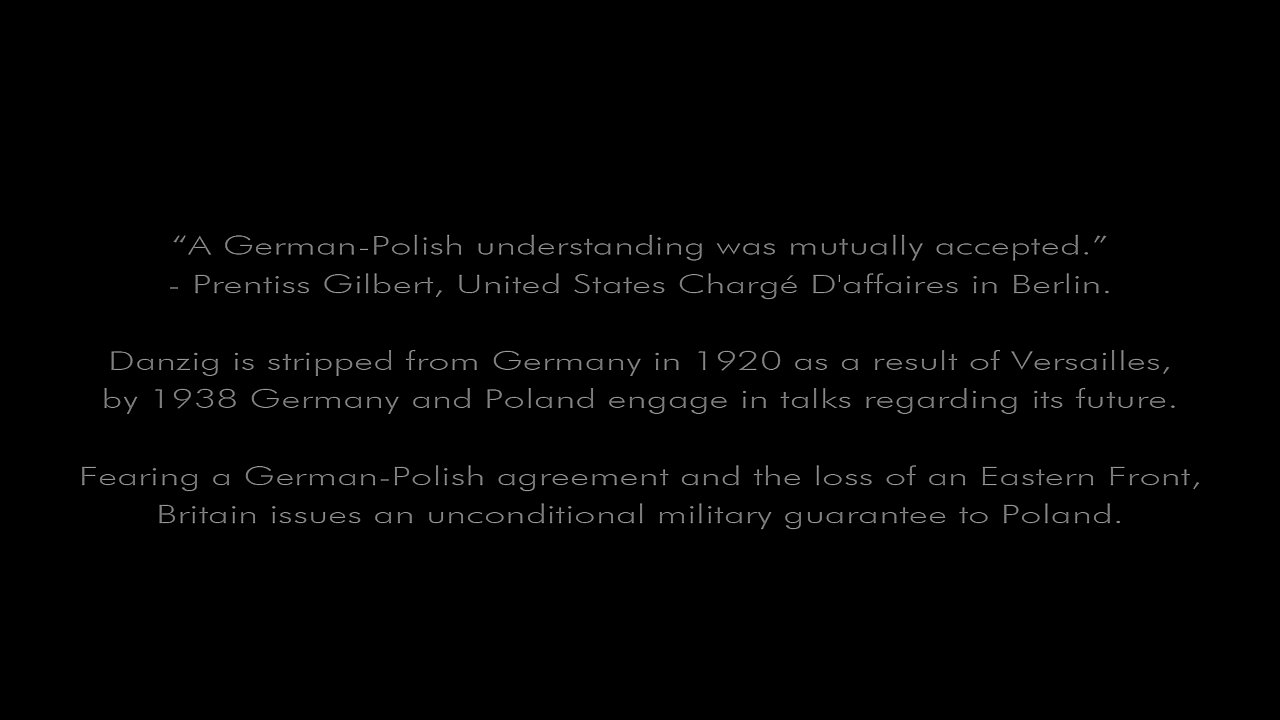 “A German-Polish understanding was mutually accepted.”
- Prentiss Gilbert, United States Chargé D'affaires in Berlin.
Danzig is stripped from Germany in 1920 as a result of Versailles,
by 1938 Germany and Poland engage in talks regarding its future.
Fearing a German-Polish agreement and the loss of an Eastern Front,
Britain issues an unconditional military guarantee to Poland.